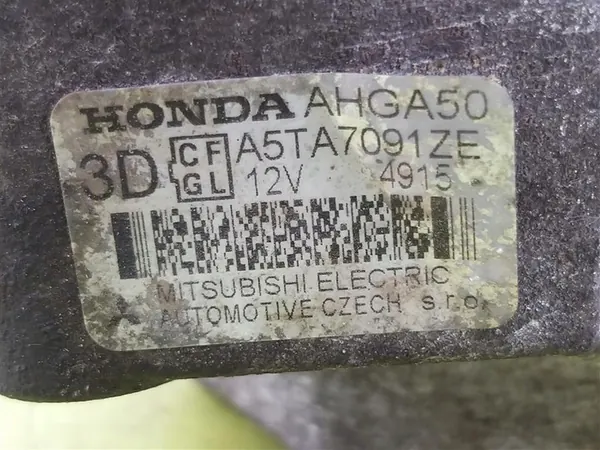 HONDA AHGA50
3D CF GL A5TA7091ZE
12V 4915
MITSUBISHI ELECTRIC
AUTOMOTIVE CZECH s.r.o.